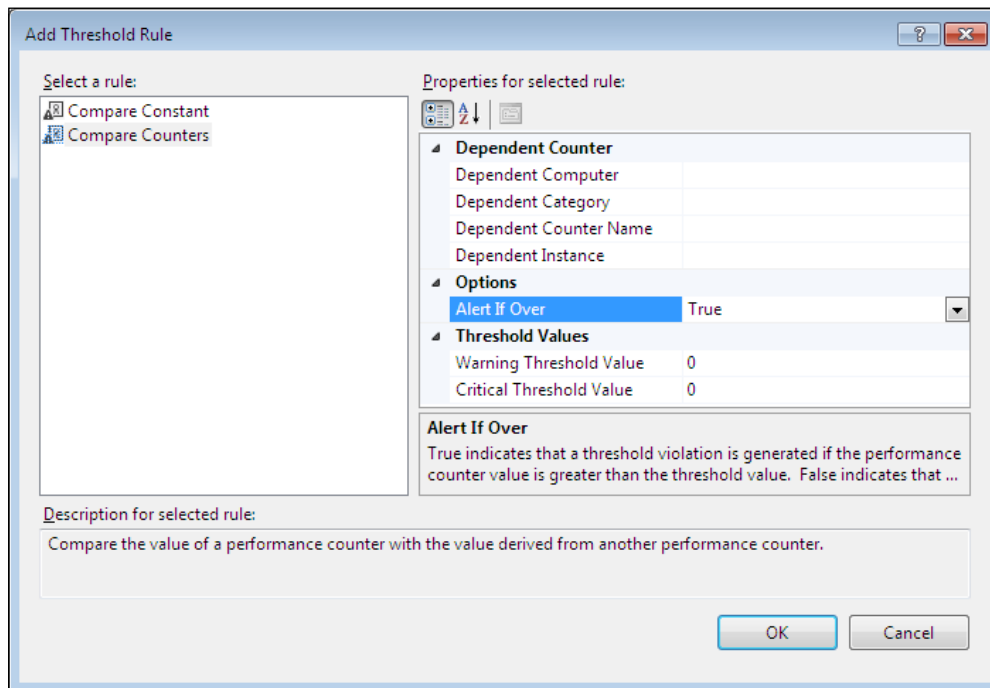 Add Threshold Rule
Select a rule:
Compare Constant
Compare Counters
Properties for selected rule:
Dependent Counter
Dependent Computer
Dependent Category
Dependent Counter Name
Dependent Instance
Options
Alert If Over True
Threshold Values
Warning Threshold Value 0
Critical Threshold Value 0
Alert If Over
True indicates that a threshold violation is generated if the performance
counter value is greater than the threshold value. False indicates that ...
Description for selected rule:
Compare the value of a performance counter with the value derived from another performance counter.
OK Cancel